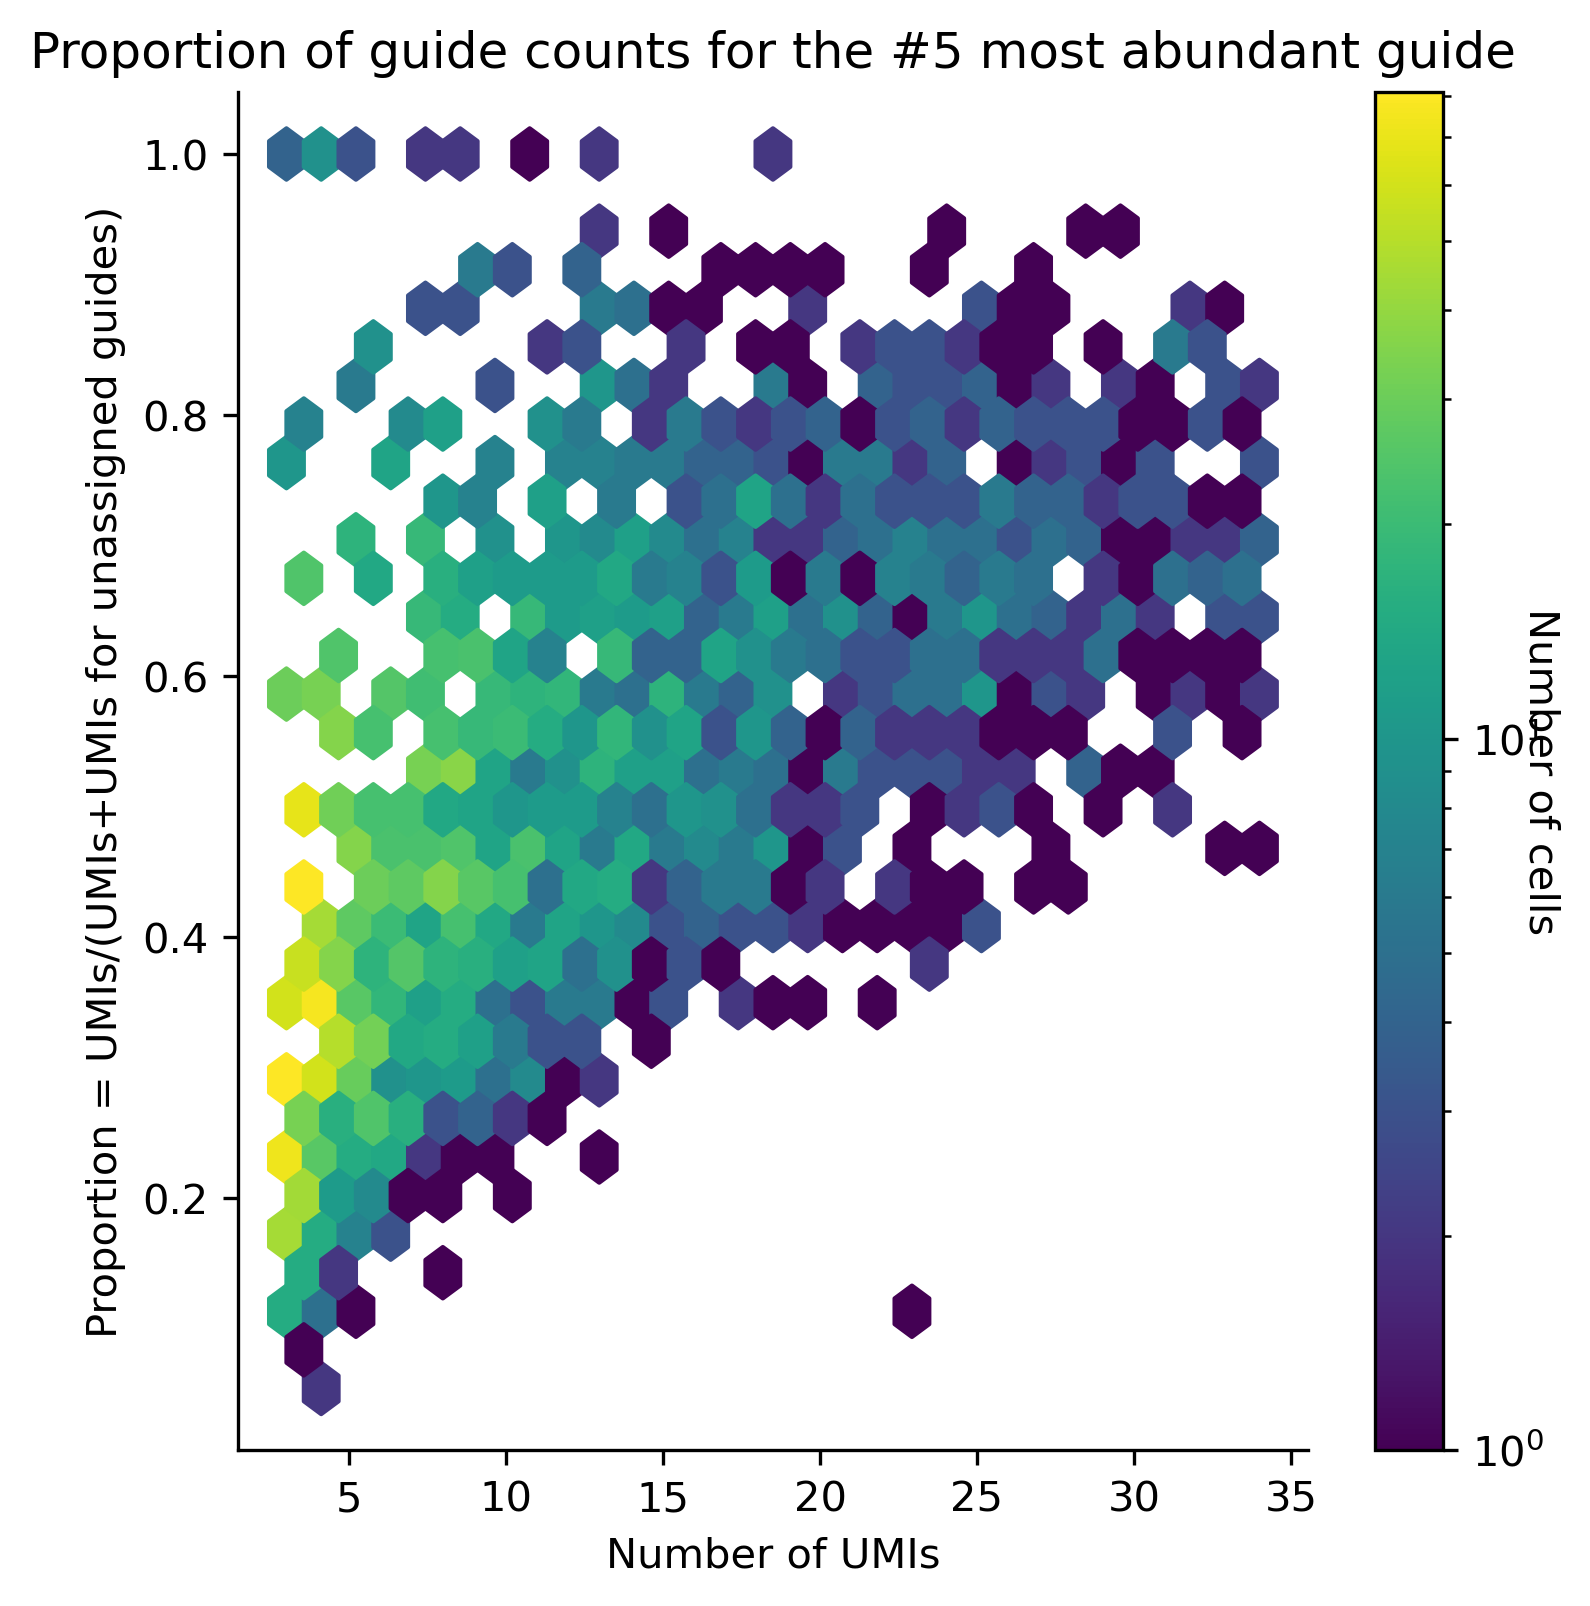 Proportion of guide counts for the #5 most abundant guide
Proportion = UMIs/(UMIs+UMIs for unassigned guides)
1.0
0.8
0.6
0.4
0.2
5 10 15 20 25 30 35
Number of UMIs
10¹
10⁰
Number of cells